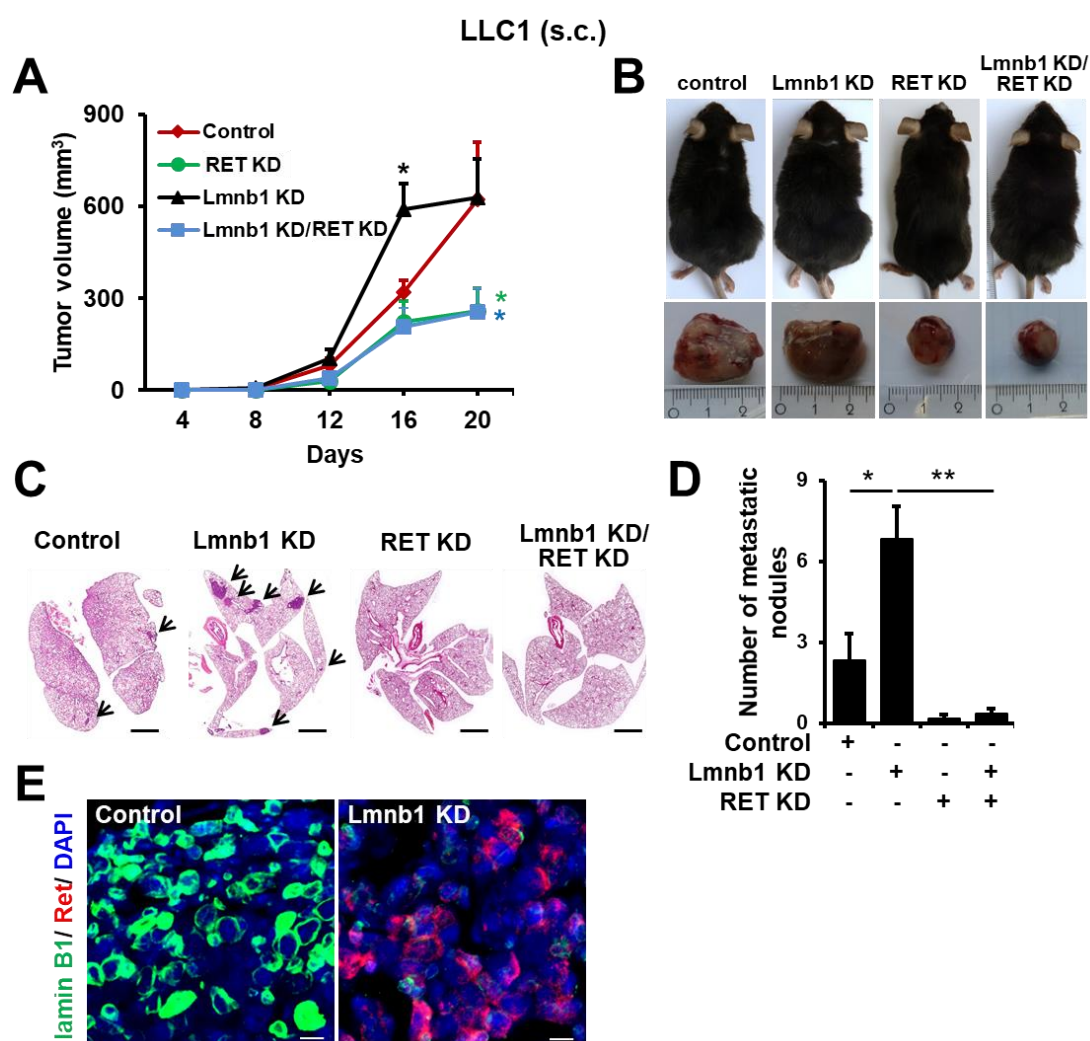 LLC1 (s.c.)
A
Tumor volume (mm³)
900
600
300
0
4 8 12 16 20
Days
Control
RET KD
Lmnb1 KD
Lmnb1 KD/RET KD
*
*
*
B
control
Lmnb1 KD
RET KD
Lmnb1 KD/
RET KD
0 1 2
0 1 2
0 1 2
0 1 2
C
Control
Lmnb1 KD
RET KD
Lmnb1 KD/
RET KD
D
Number of metastatic
nodules
9
6
3
0
* **
Control + - - -
Lmnb1 KD - + - +
RET KD - - + +
E
lamin B1/ Ret/ DAPI
Control
Lmnb1 KD